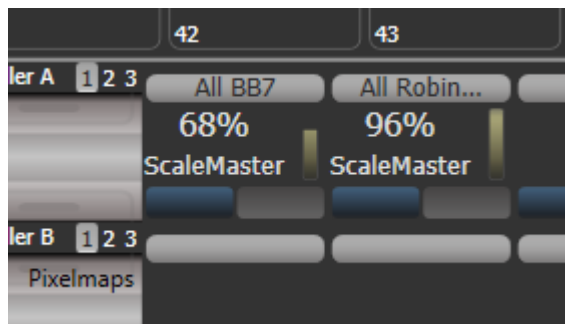 42 43
ler A 1 2 3
All BB7 All Robin...
68% 96%
ScaleMaster ScaleMaster
ler B 1 2 3
Pixelmaps